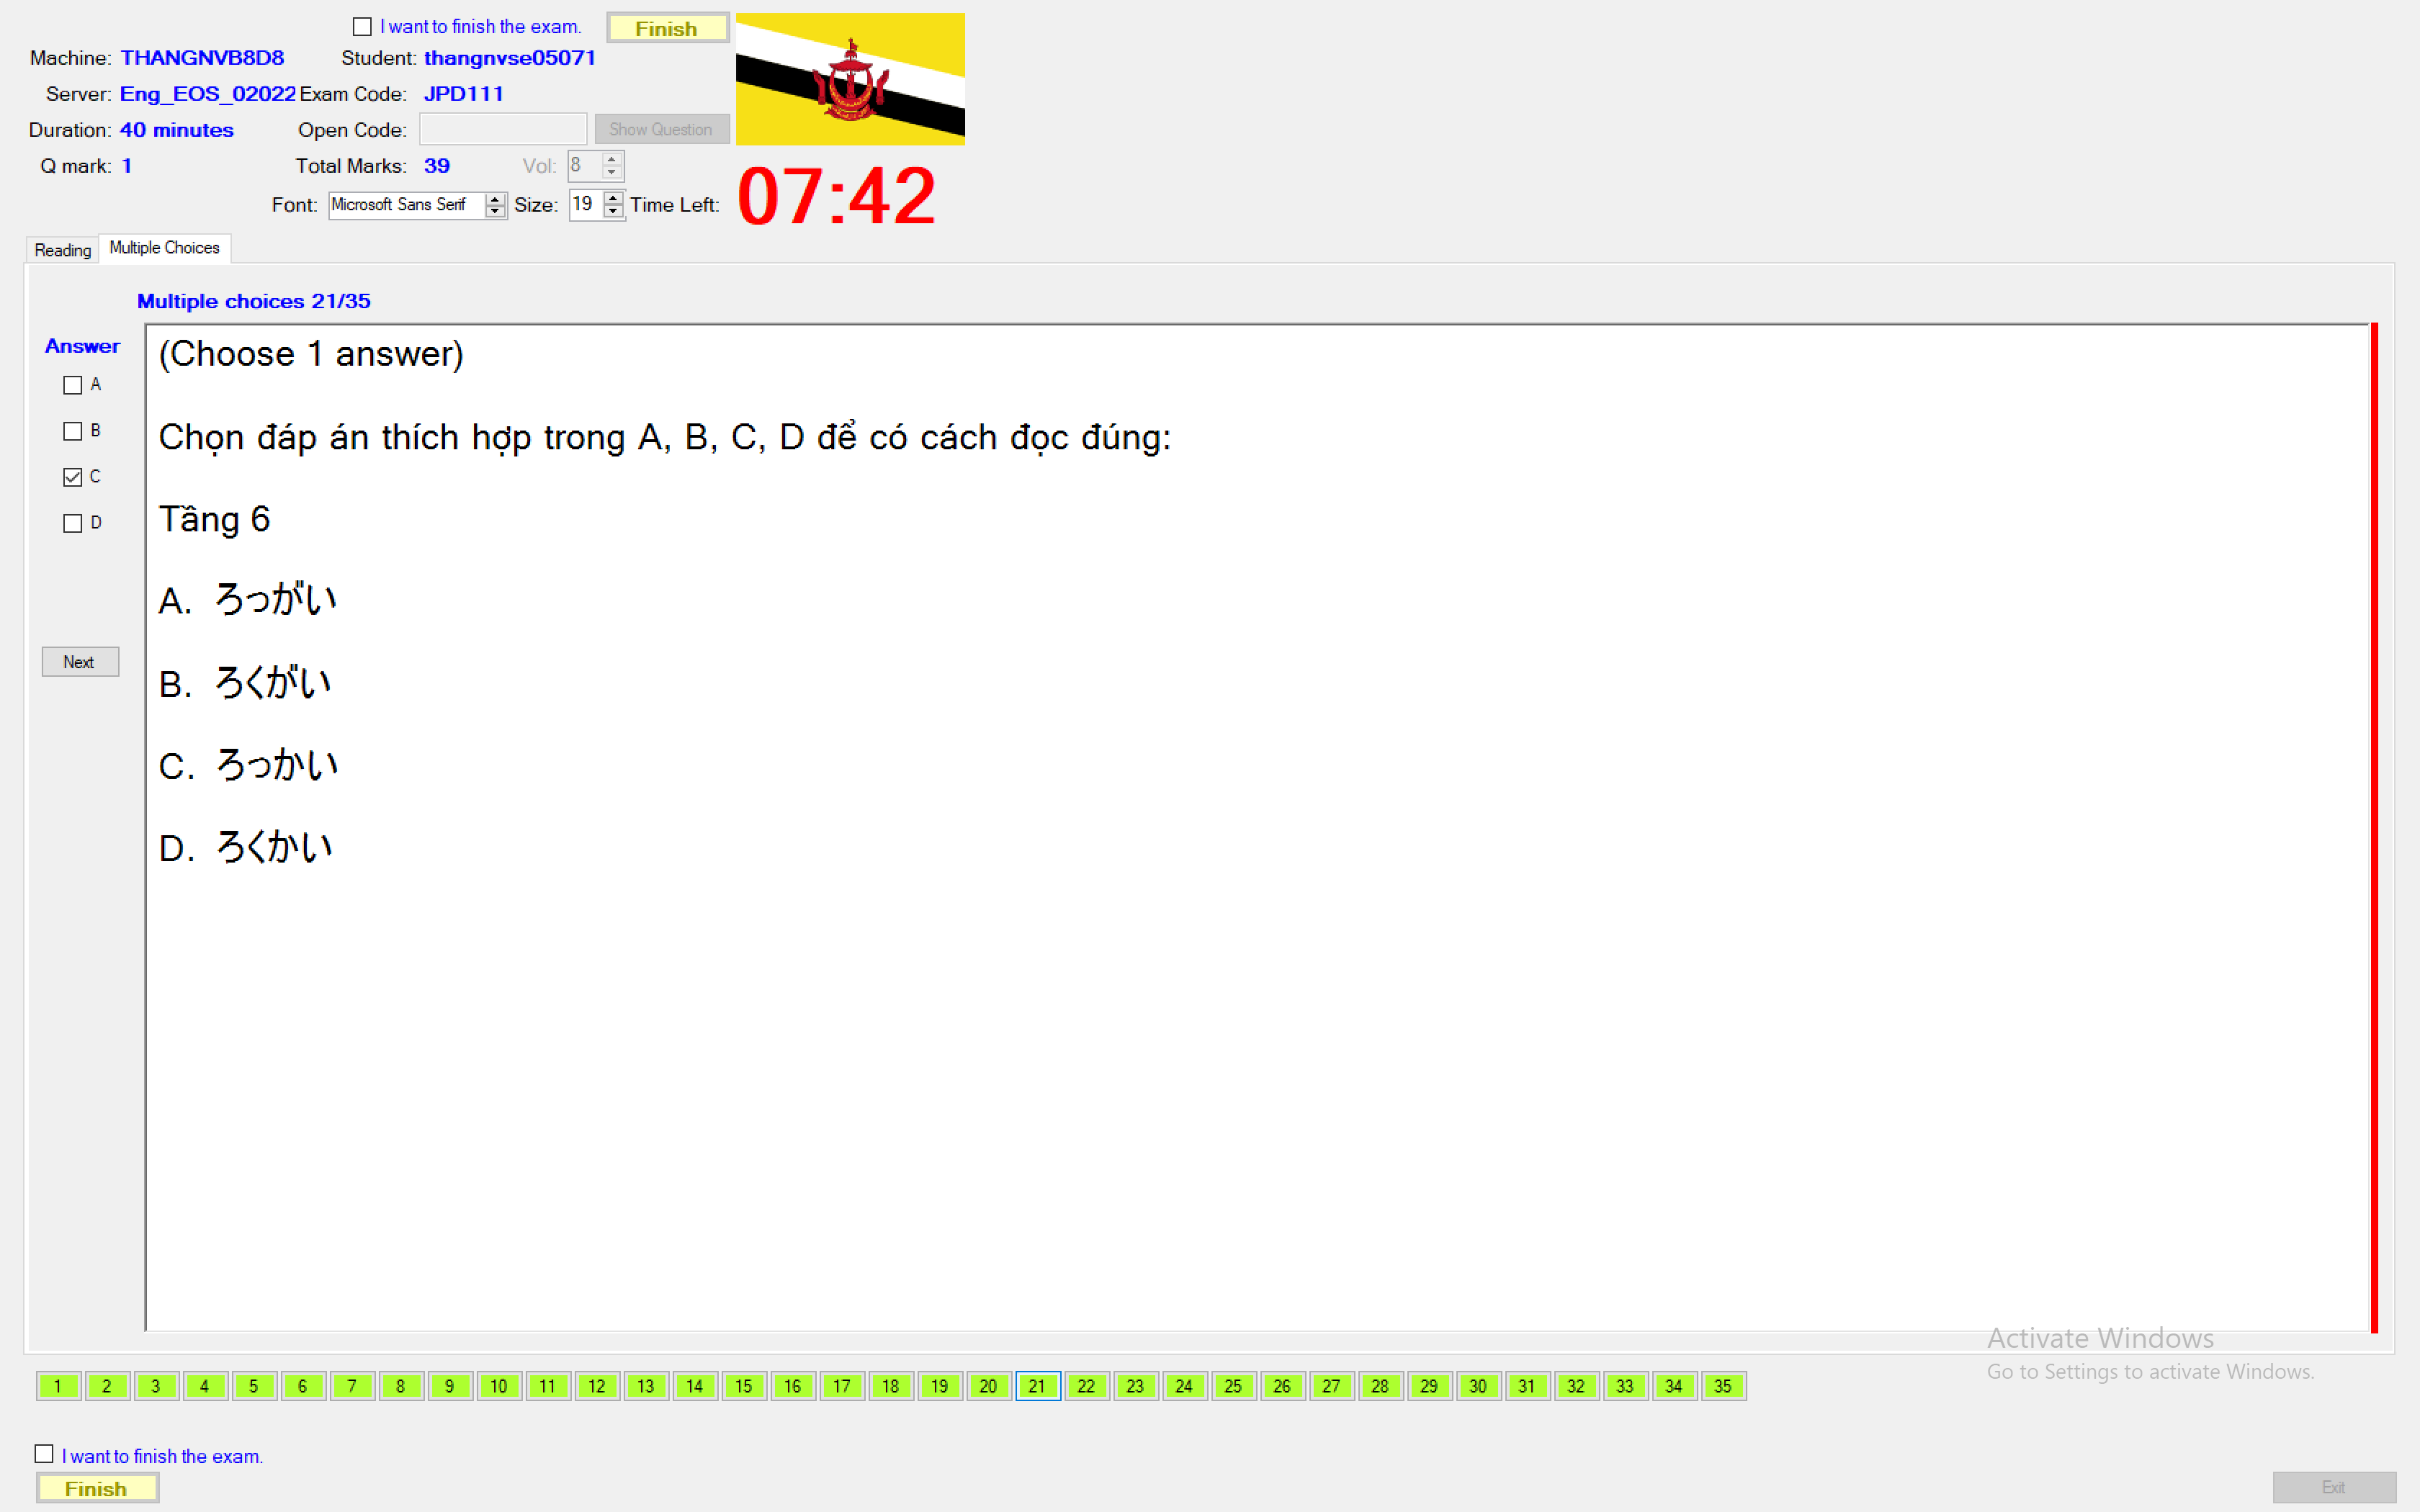 I want to finish the exam. Finish
Machine: THANGNVB8D8 Student: thangnvse05071
Server: Eng_EOS_02022 Exam Code: JPD111
Duration: 40 minutes Open Code: Show Question
Q mark: 1 Total Marks: 39 Vol: 8
Font: Microsoft Sans Serif Size: 19 Time Left: 07:42
Reading Multiple Choices
Multiple choices 21/35
Answer
A
B
C
D
Next
(Choose 1 answer)
Chọn đáp án thích hợp trong A, B, C, D để có cách đọc đúng:
Tầng 6
A. ろっがい
B. ろくがい
C. ろっかい
D. ろくかい
Activate Windows
Go to Settings to activate Windows.
1 2 3 4 5 6 7 8 9 10 11 12 13 14 15 16 17 18 19 20 21 22 23 24 25 26 27 28 29 30 31 32 33 34 35
I want to finish the exam.
Finish
Exit